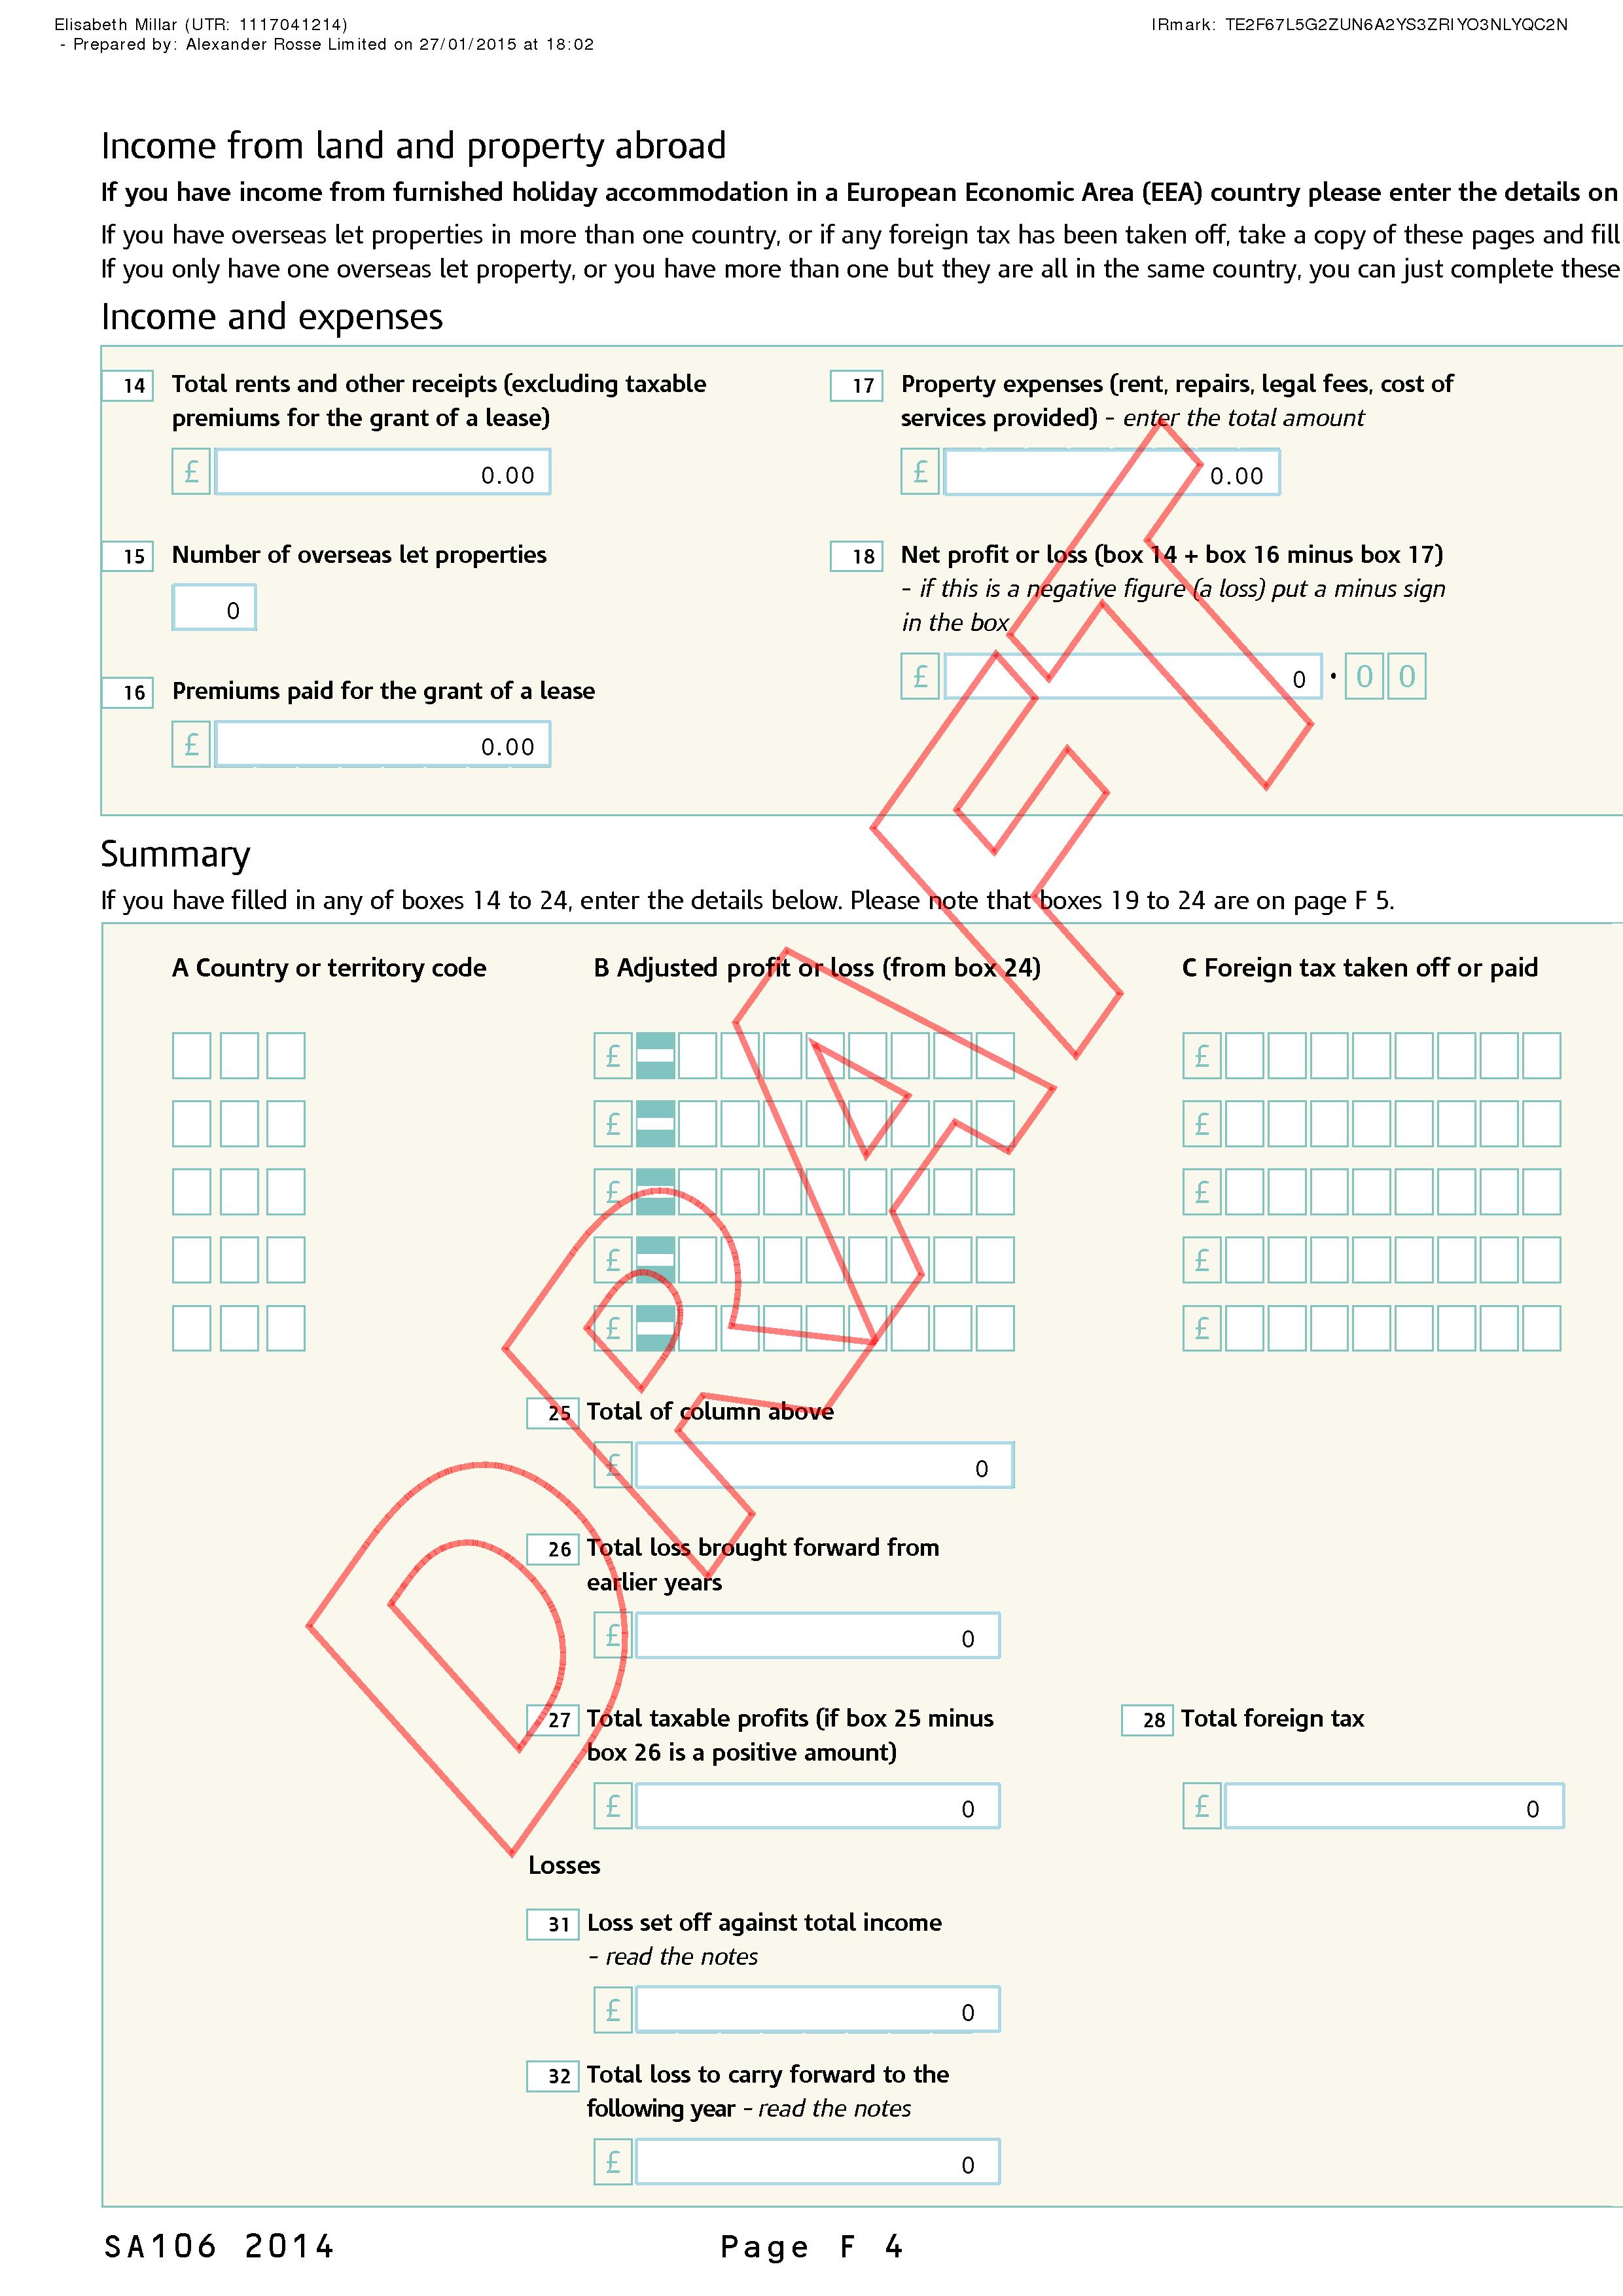 Elisabeth Millar (UTR: 1117041214)
- Prepared by: Alexander Rosse Limited on 27/01/2015 at 18:02
IRmark: TE2F67L5G2ZUN6A2YS3ZRIYO3NLYQC2N
Income from land and property abroad
If you have income from furnished holiday accommodation in a European Economic Area (EEA) country please enter the details on
If you have overseas let properties in more than one country, or if any foreign tax has been taken off, take a copy of these pages and fill
If you only have one overseas let property, or you have more than one but they are all in the same country, you can just complete these
Income and expenses
14 Total rents and other receipts (excluding taxable
premiums for the grant of a lease)
£ 0.00
15 Number of overseas let properties
0
16 Premiums paid for the grant of a lease
£ 0.00
17 Property expenses (rent, repairs, legal fees, cost of
services provided) – enter the total amount
£ 0.00
18 Net profit or loss (box 14 + box 16 minus box 17)
– if this is a negative figure (a loss) put a minus sign
in the box
£ 0 • 0 0
Summary
If you have filled in any of boxes 14 to 24, enter the details below. Please note that boxes 19 to 24 are on page F 5.
A Country or territory code
B Adjusted profit or loss (from box 24)
C Foreign tax taken off or paid
£ £
£ £
£ £
£ £
£ £
25 Total of column above
£ 0
26 Total loss brought forward from
earlier years
£ 0
27 Total taxable profits (if box 25 minus
box 26 is a positive amount)
£ 0
28 Total foreign tax
£ 0
Losses
31 Loss set off against total income
– read the notes
£ 0
32 Total loss to carry forward to the
following year – read the notes
£ 0
DRAFT
SA106 2014
Page F 4